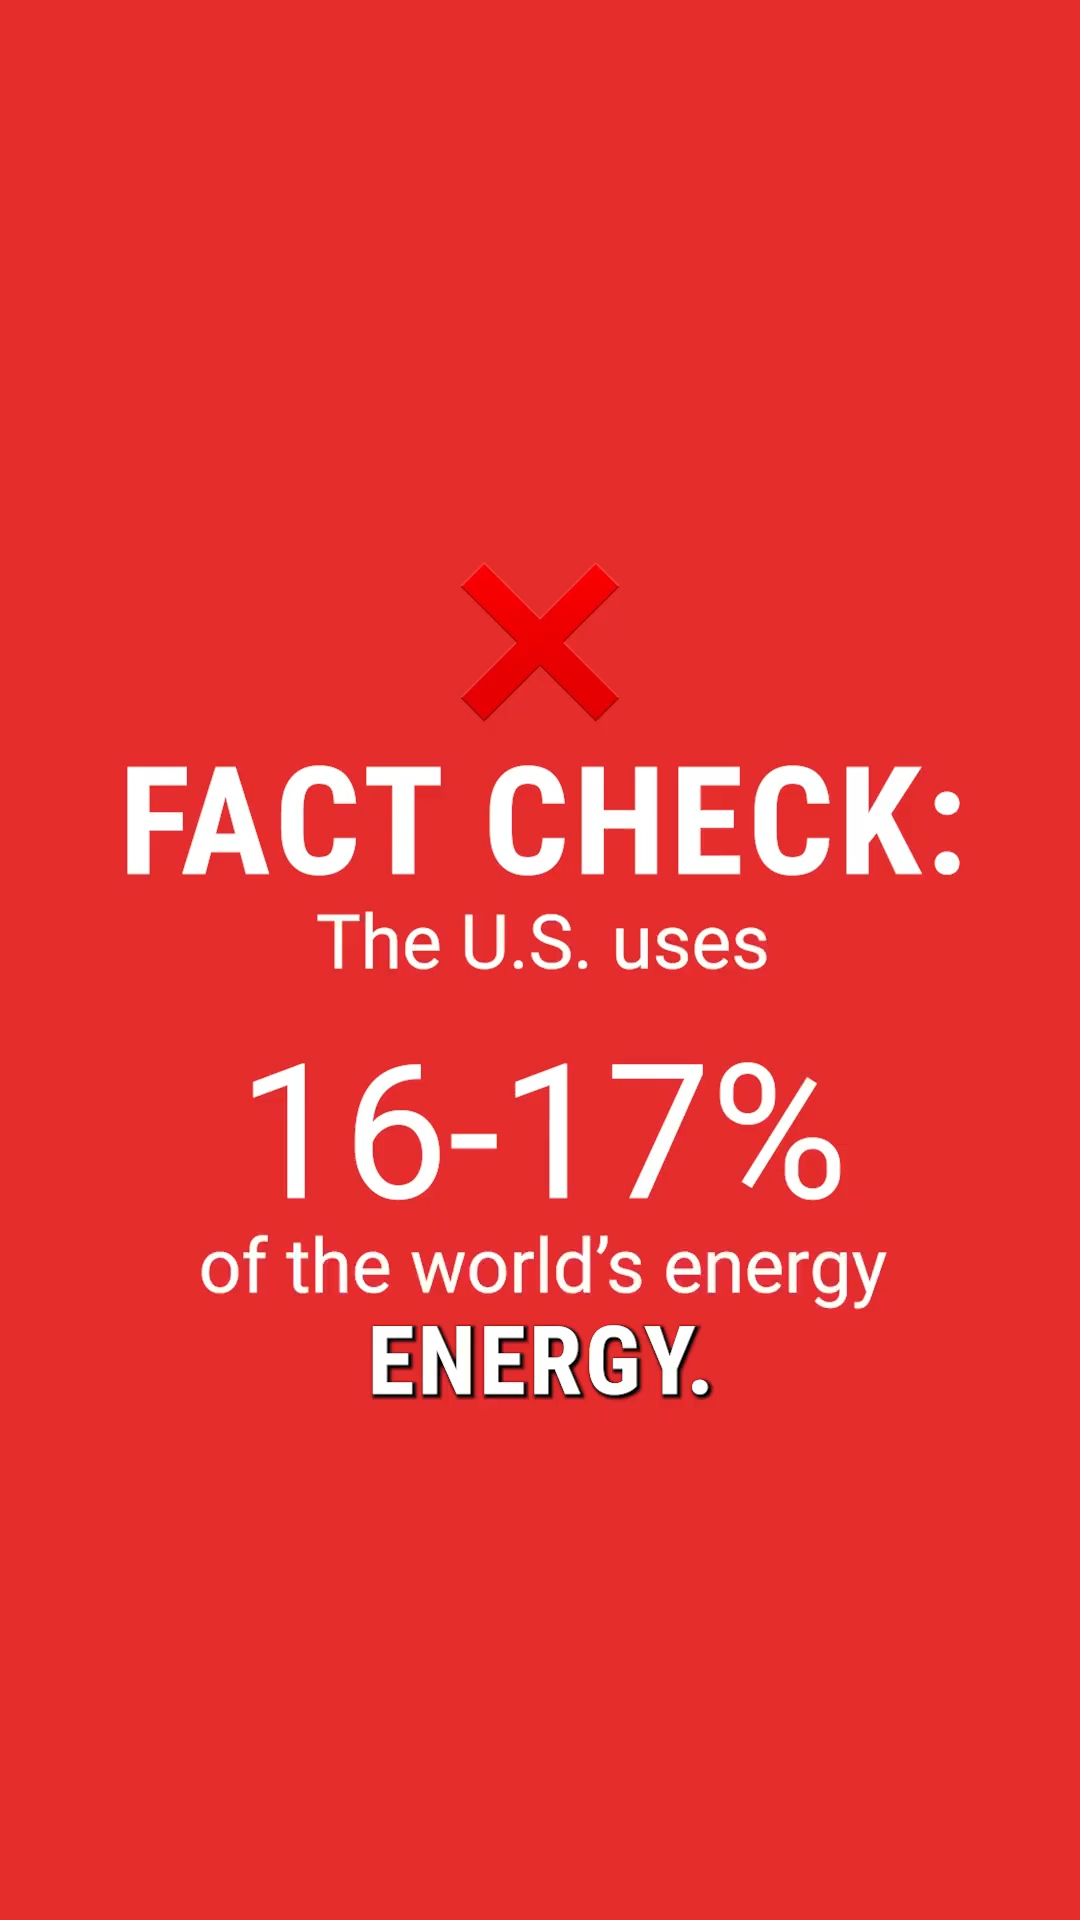 FACT CHECK:
The U.S. uses
16-17%
of the world’s energy
ENERGY.